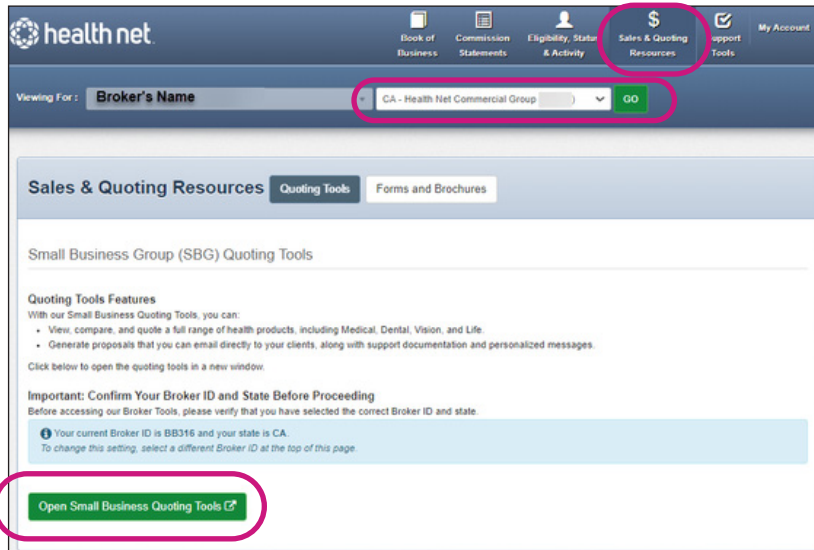 health net.
Book of Business
Commission Statements
Eligibility, Status & Activity
Sales & Quoting Resources
upport Tools
My Account
Viewing For :
Broker's Name
CA - Health Net Commercial Group )
GO
Sales & Quoting Resources
Quoting Tools
Forms and Brochures
Small Business Group (SBG) Quoting Tools
Quoting Tools Features
With our Small Business Quoting Tools, you can:
• View, compare, and quote a full range of health products, including Medical, Dental, Vision, and Life.
• Generate proposals that you can email directly to your clients, along with support documentation and personalized messages.
Click below to open the quoting tools in a new window.
Important: Confirm Your Broker ID and State Before Proceeding
Before accessing our Broker Tools, please verify that you have selected the correct Broker ID and state.
Your current Broker ID is BB316 and your state is CA.
To change this setting, select a different Broker ID at the top of this page.
Open Small Business Quoting Tools